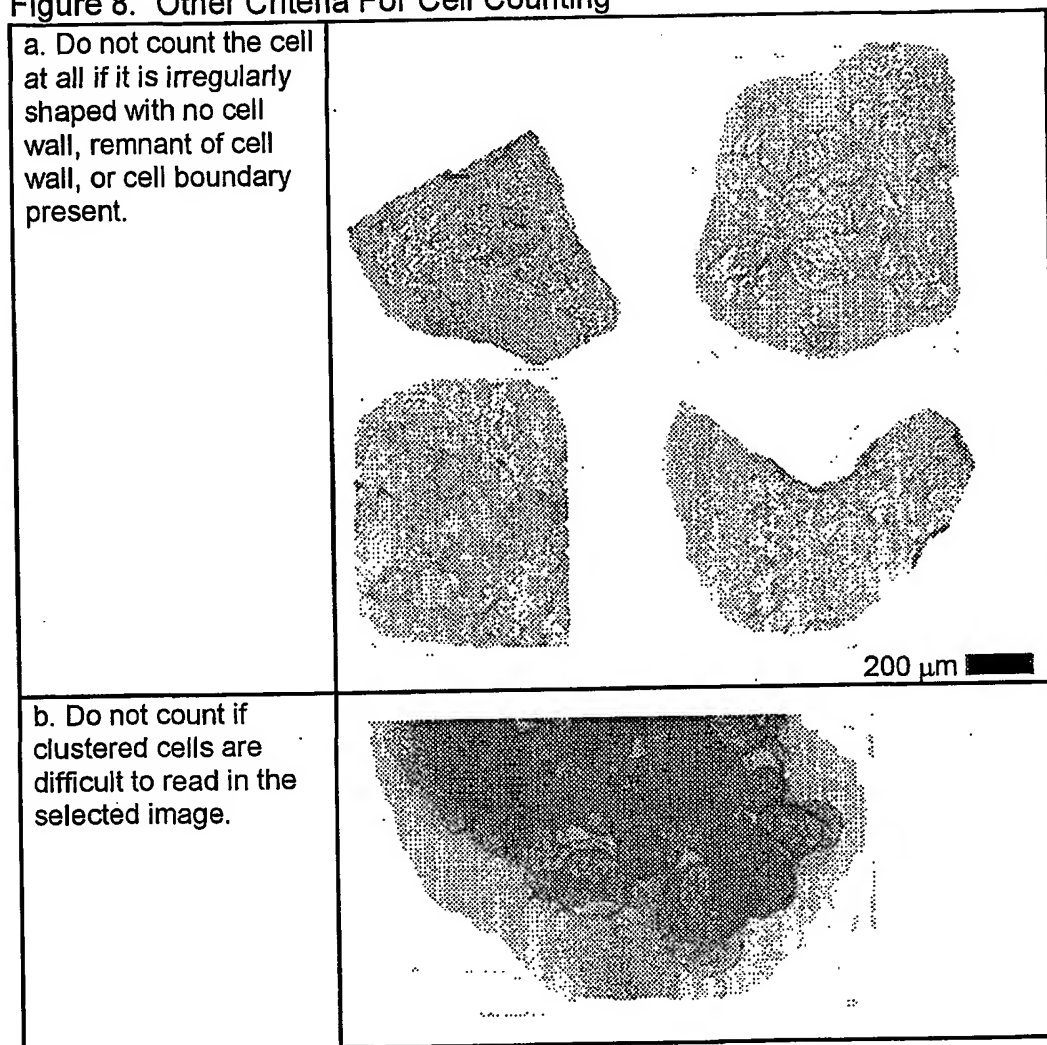 Figure 8. Other Criteria For Cell Counting
a. Do not count the cell
at all if it is irregularly
shaped with no cell
wall, remnant of cell
wall, or cell boundary
present.
200 μm
b. Do not count if
clustered cells are
difficult to read in the
selected image.